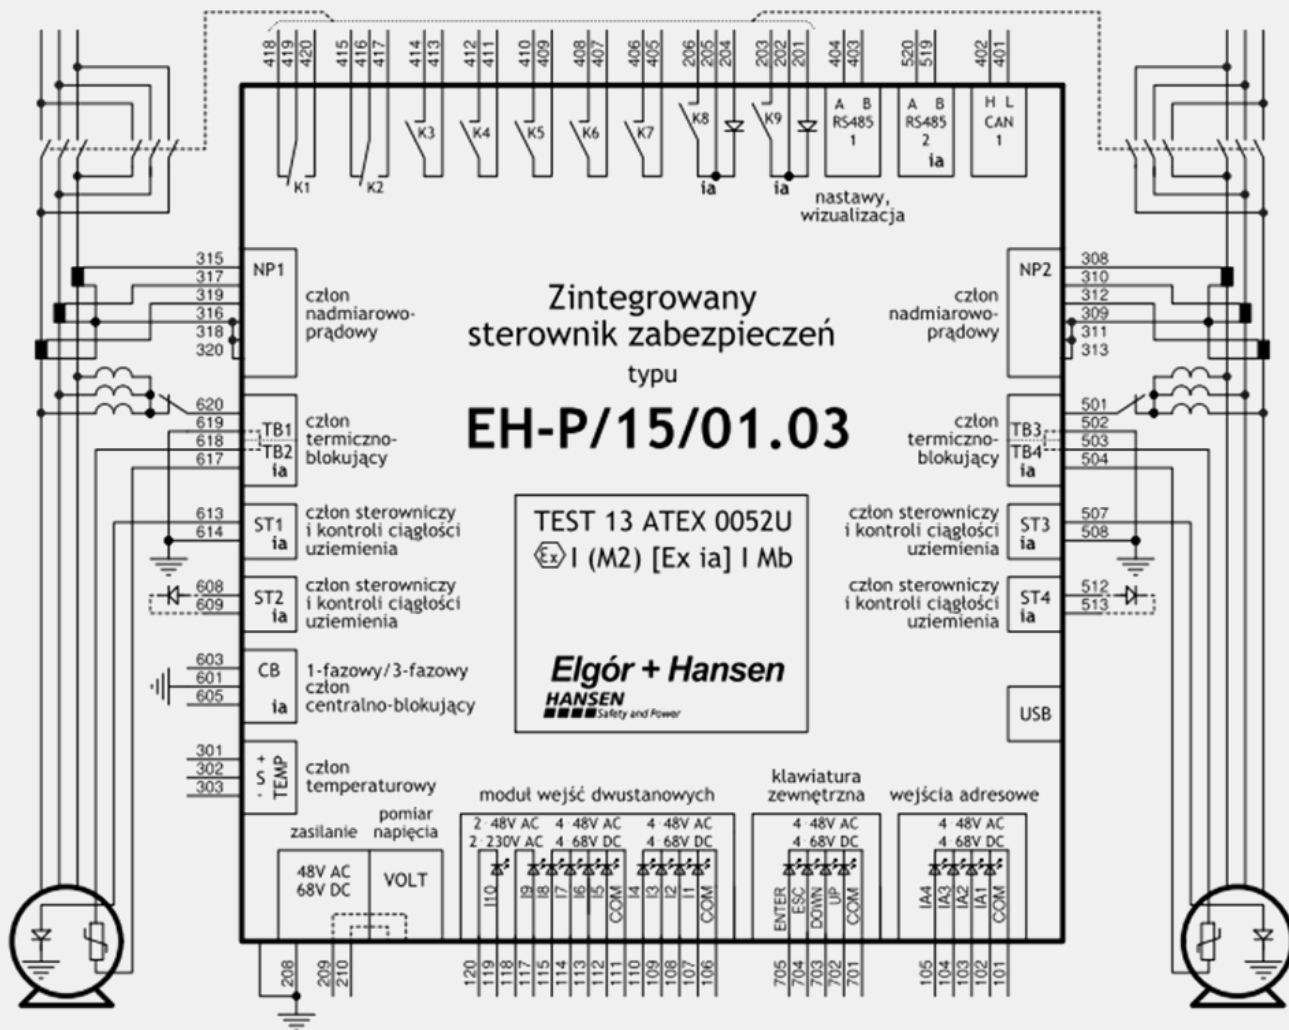 418 419 420 415 416 417 414 413 412 411 410 409 408 407 406 405 206 205 204 203 202 201 404 403 520 519 402 401
K1 K2 K3 K4 K5 K6 K7 K8 K9
ia ia
A B
RS485
1
A B
RS485
2
ia
H L
CAN
1
nastawy,
wizualizacja
315
317
319
316
318
320
NP1
człon
nadmiarowo-
prądowy
620
619
618
617
TB1
TB2
ia
człon
termiczno-
blokujący
613
614
ST1
ia
człon sterowniczy
i kontroli ciągłości
uziemienia
608
609
ST2
ia
człon sterowniczy
i kontroli ciągłości
uziemienia
603
601
605
CB
ia
1-fazowy/3-fazowy
człon
centralno-blokujący
301
302
303
+
S
-
TEMP
człon
temperaturowy
Zintegrowany
sterownik zabezpieczeń
typu
EH-P/15/01.03
TEST 13 ATEX 0052U
Ex I (M2) [Ex ia] I Mb
Elgór + Hansen
HANSEN
Safety and Power
308
310
312
309
311
313
NP2
człon
nadmiarowo-
prądowy
501
502
503
504
TB3
TB4
ia
człon
termiczno-
blokujący
507
508
ST3
ia
człon sterowniczy
i kontroli ciągłości
uziemienia
512
513
ST4
ia
człon sterowniczy
i kontroli ciągłości
uziemienia
USB
zasilanie
pomiar
napięcia
48V AC
68V DC
VOLT
moduł wejść dwustanowych
2 · 48V AC
2 · 230V AC
4 · 48V AC
4 · 68V DC
4 · 48V AC
4 · 68V DC
I10 I9 I8 I7 I6 I5 COM I4 I3 I2 I1 COM
klawiatura
zewnętrzna
4 · 48V AC
4 · 68V DC
ENTER ESC DOWN UP COM
wejścia adresowe
4 · 48V AC
4 · 68V DC
IA4 IA3 IA2 IA1 COM
208 209 210 120 119 118 117 115 114 113 112 111 110 109 108 107 106 705 704 703 702 701 105 104 103 102 101